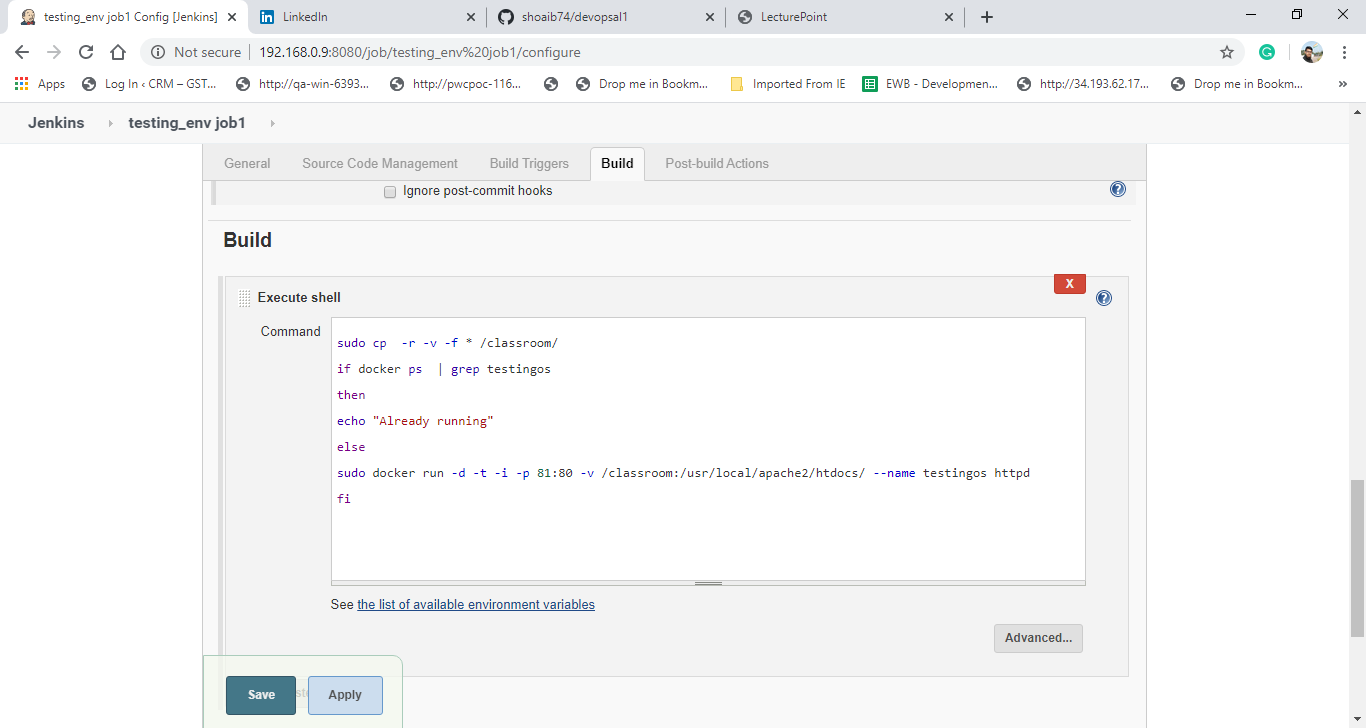 testing_env job1 Config [Jenkins]
LinkedIn
shoaib74/devopsal1
LecturePoint
Not secure
192.168.0.9:8080/job/testing_env%20job1/configure
Apps
Log In ‹ CRM – GST...
http://qa-win-6393...
http://pwcpoc-116...
Drop me in Bookm...
Imported From IE
EWB - Developmen...
http://34.193.62.17...
Drop me in Bookm...
»
Jenkins
testing_env job1
General
Source Code Management
Build Triggers
Build
Post-build Actions
Ignore post-commit hooks
?
Build
X
Execute shell
?
Command
sudo cp  -r -v -f * /classroom/
if docker ps  | grep testingos
then
echo "Already running"
else
sudo docker run -d -t -i -p 81:80 -v /classroom:/usr/local/apache2/htdocs/ --name testingos httpd
fi
See the list of available environment variables
Advanced...
Save
Apply